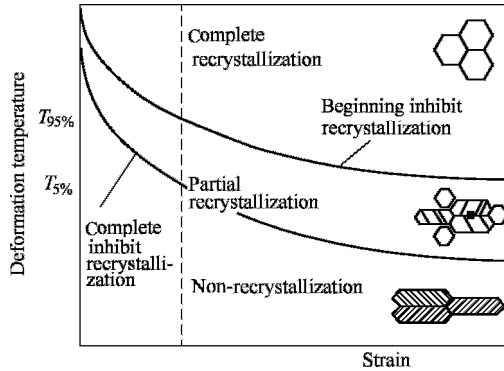 Complete
recrystallization
Beginning inhibit
recrystallization
T95%
T5%
Partial
recrystallization
Complete
inhibit
recrystalli-
zation
Non-recrystallization
Deformation temperature
Strain